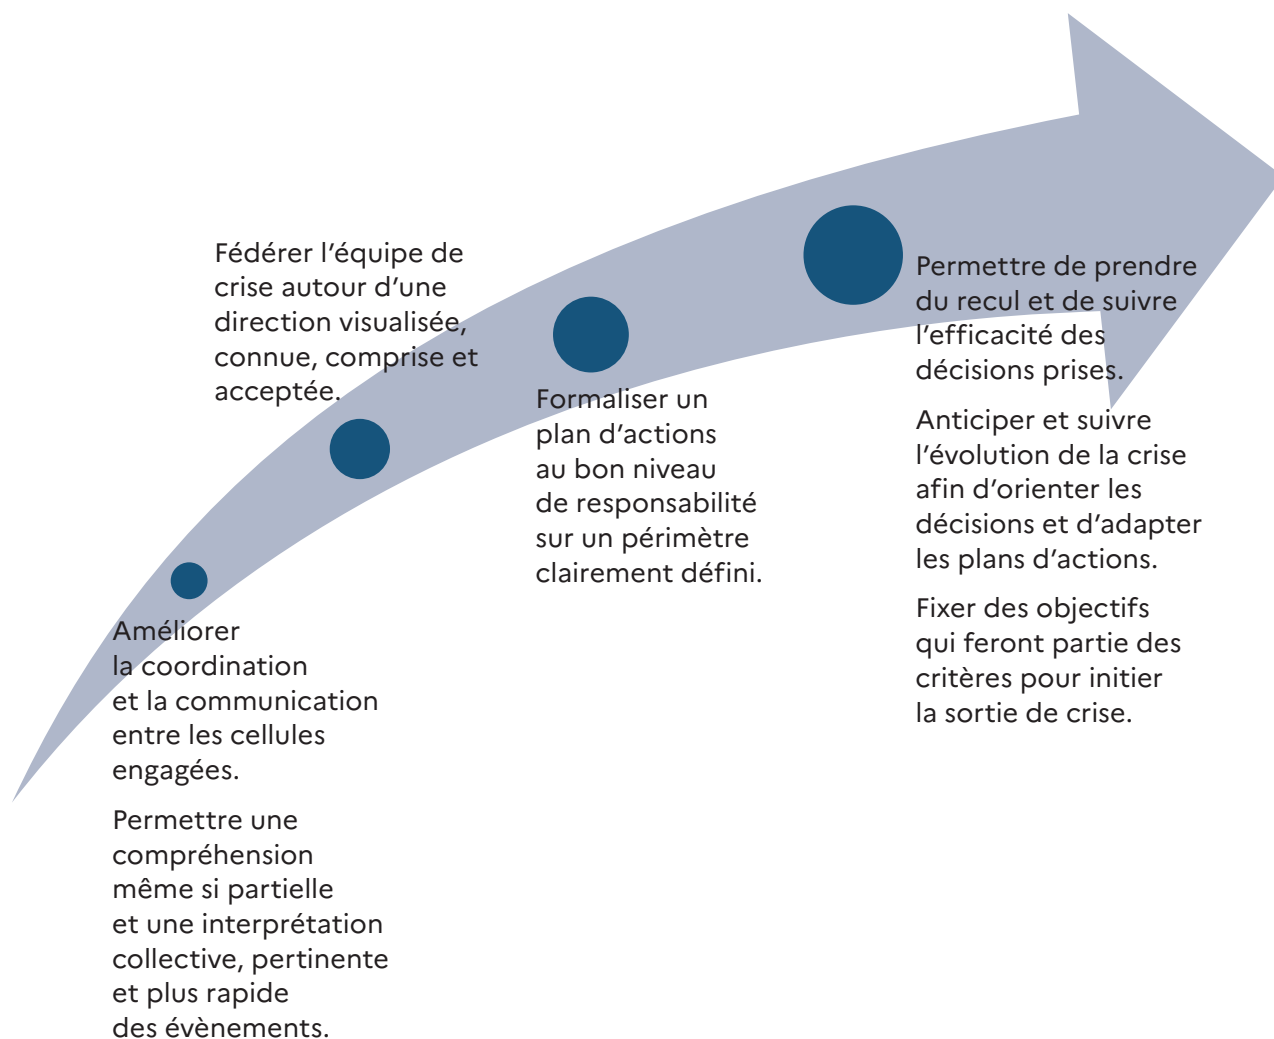 Améliorer
la coordination
et la communication
entre les cellules
engagées.
Permettre une
compréhension
même si partielle
et une interprétation
collective, pertinente
et plus rapide
des évènements.
Fédérer l’équipe de
crise autour d’une
direction visualisée,
connue, comprise et
acceptée.
Formaliser un
plan d’actions
au bon niveau
de responsabilité
sur un périmètre
clairement défini.
Permettre de prendre
du recul et de suivre
l’efficacité des
décisions prises.
Anticiper et suivre
l’évolution de la crise
afin d’orienter les
décisions et d’adapter
les plans d’actions.
Fixer des objectifs
qui feront partie des
critères pour initier
la sortie de crise.